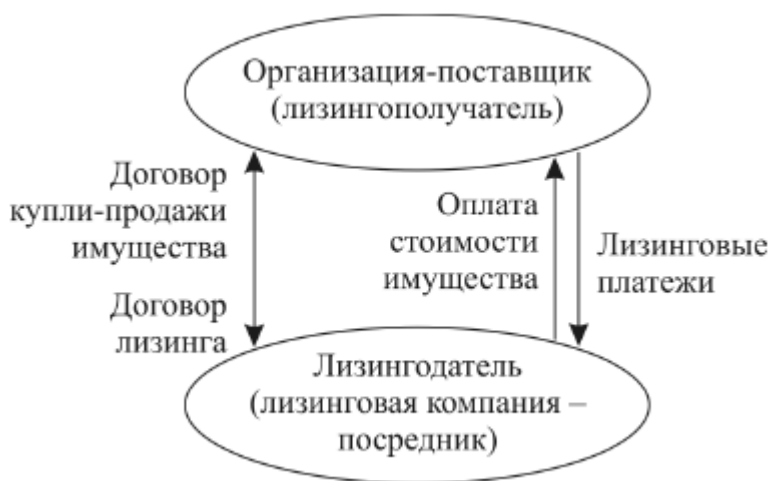 Организация-поставщик
(лизингополучатель)
Договор
купли-продажи
имущества
Договор
лизинга
Оплата
стоимости
имущества
Лизинговые
платежи
Лизингодатель
(лизинговая компания –
посредник)